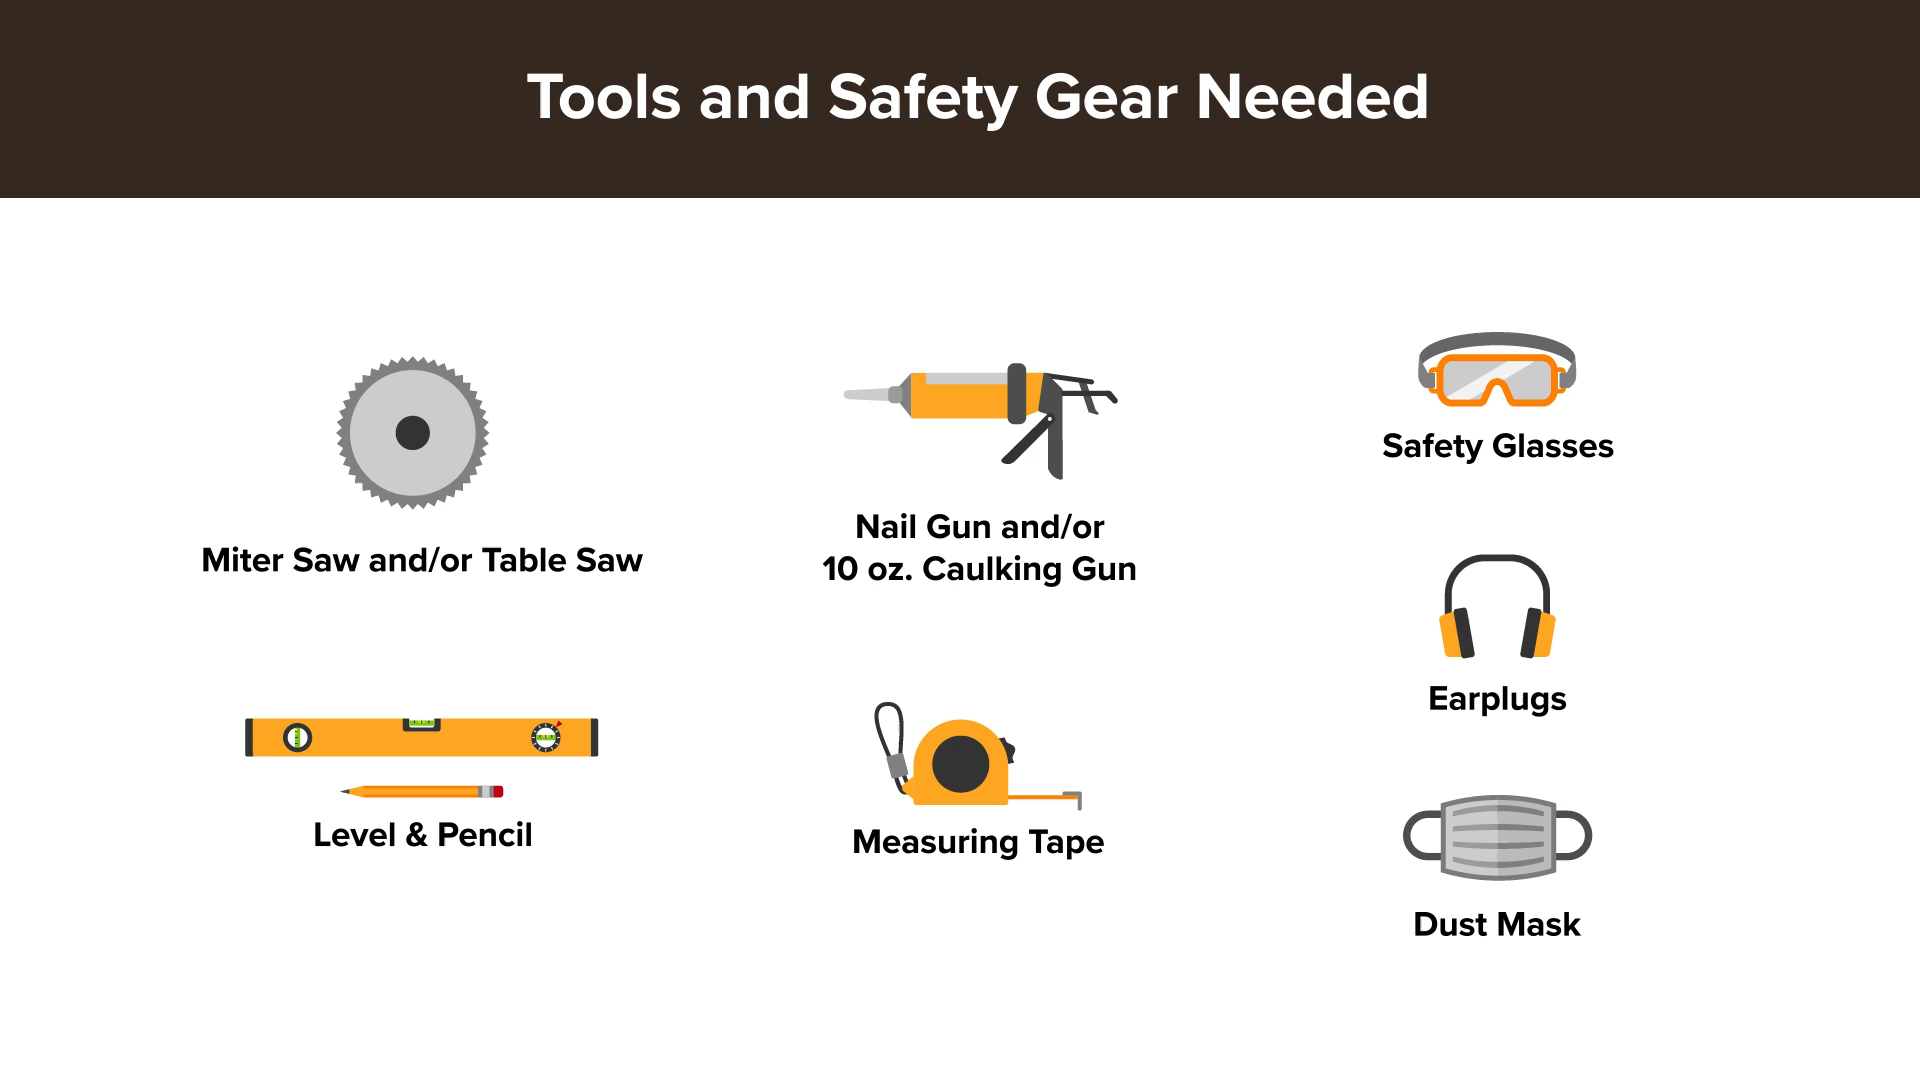 Tools and Safety Gear Needed
Miter Saw and/or Table Saw
Nail Gun and/or
10 oz. Caulking Gun
Safety Glasses
Earplugs
Level & Pencil
Measuring Tape
Dust Mask